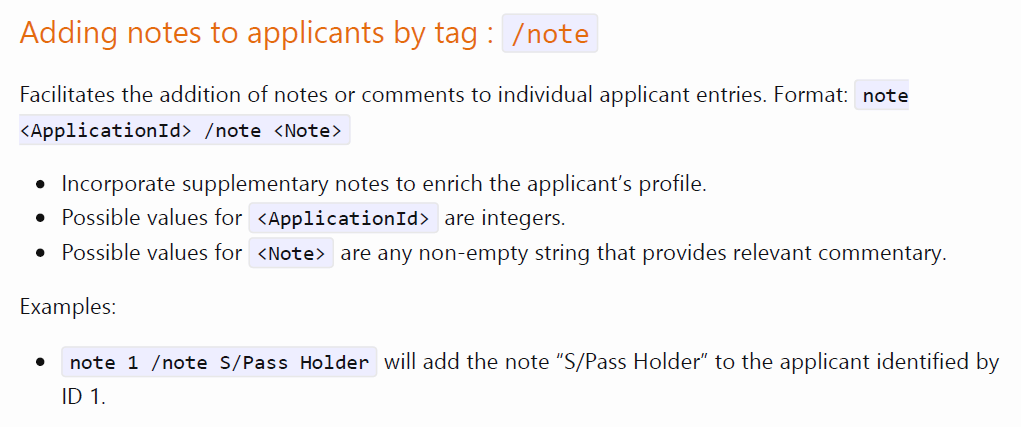 Adding notes to applicants by tag : /note
Facilitates the addition of notes or comments to individual applicant entries. Format: note
<ApplicationId> /note <Note>
• Incorporate supplementary notes to enrich the applicant’s profile.
• Possible values for <ApplicationId> are integers.
• Possible values for <Note> are any non-empty string that provides relevant commentary.
Examples:
• note 1 /note S/Pass Holder will add the note “S/Pass Holder” to the applicant identified by
ID 1.